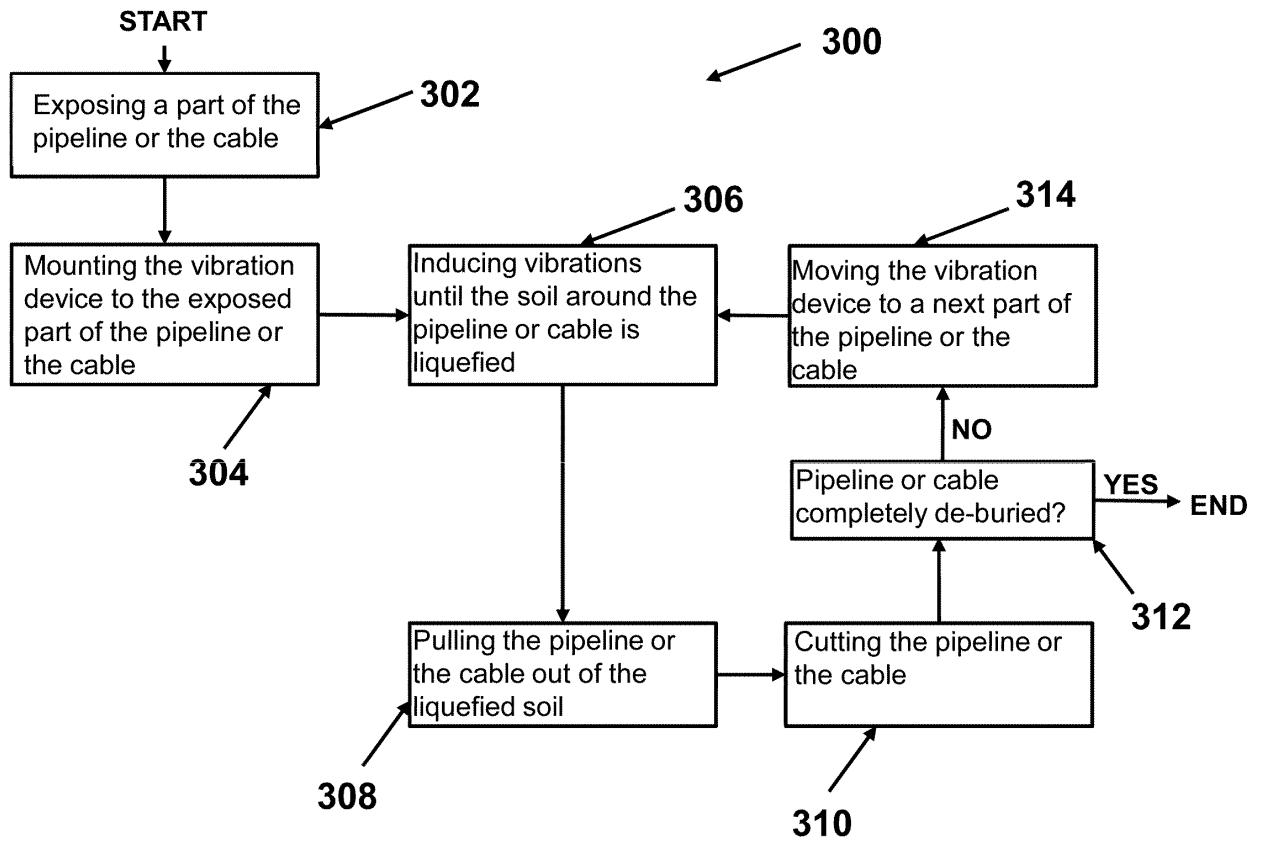 START
300
302
Exposing a part of the
pipeline or the cable
306
314
Mounting the vibration
device to the exposed
part of the pipeline or
the cable
Inducing vibrations
until the soil around the
pipeline or cable is
liquefied
Moving the vibration
device to a next part of
the pipeline or the
cable
304
NO
Pipeline or cable
completely de-buried?
YES
END
312
Pulling the pipeline or
the cable out of the
liquefied soil
Cutting the pipeline or
the cable
308
310